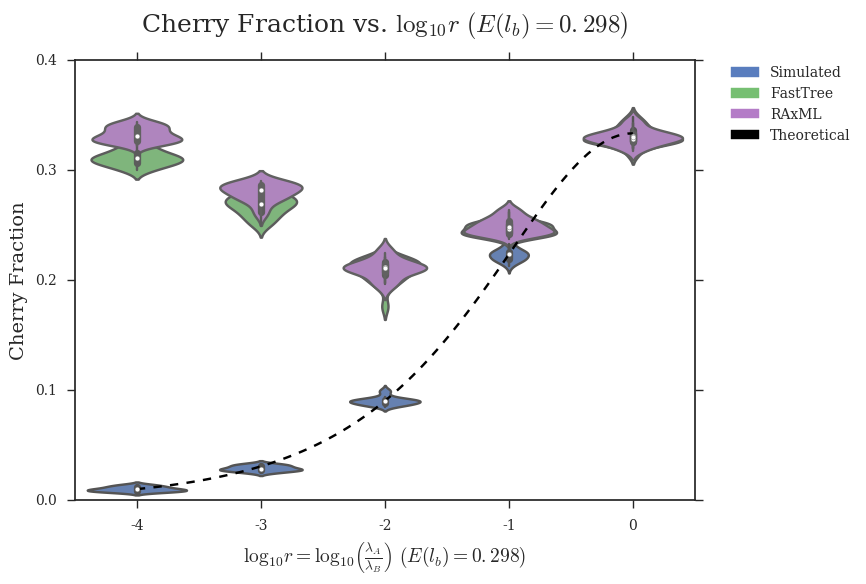 Cherry Fraction vs. log₁₀r (E(l_b) = 0.298)
0.4
0.3
0.2
0.1
0.0
Cherry Fraction
-4 -3 -2 -1 0
log₁₀r = log₁₀(λ_A/λ_B) (E(l_b) = 0.298)
Simulated
FastTree
RAxML
Theoretical